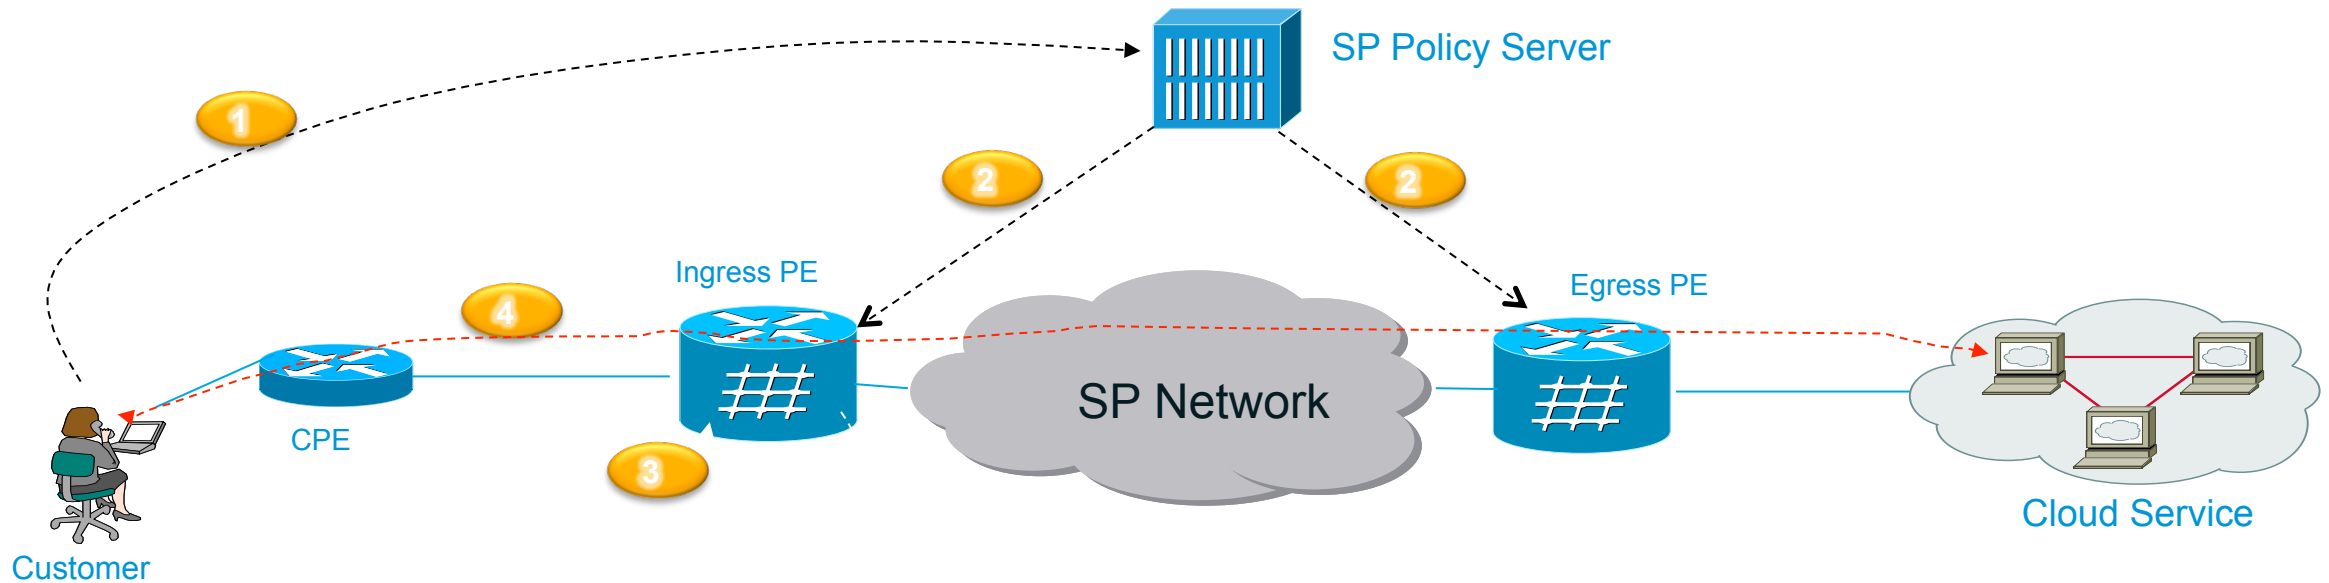 SP Policy Server
1
2
2
Ingress PE
Egress PE
4
SP Network
CPE
3
Cloud Service
Customer